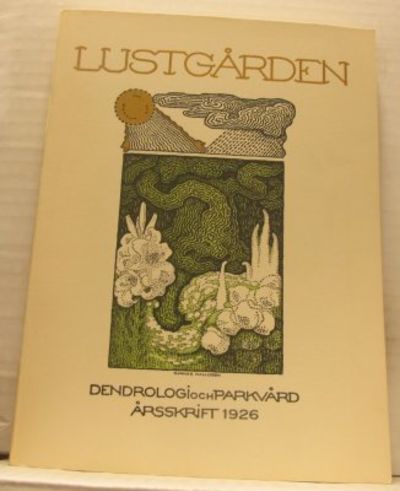 LUSTGÅRDEN
DENDROLOGI OCH PARKVÅRD
ÅRSSKRIFT 1926